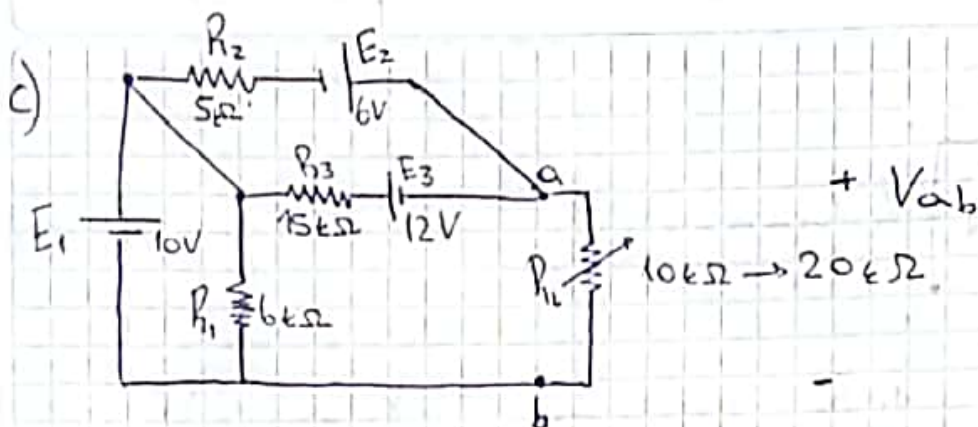 c)
R₂
5kΩ
E₂
6V
R₃
15kΩ
E₃
12V
a
E₁
10V
R₁
6kΩ
RL
10kΩ → 20kΩ
+ Vab
-
b